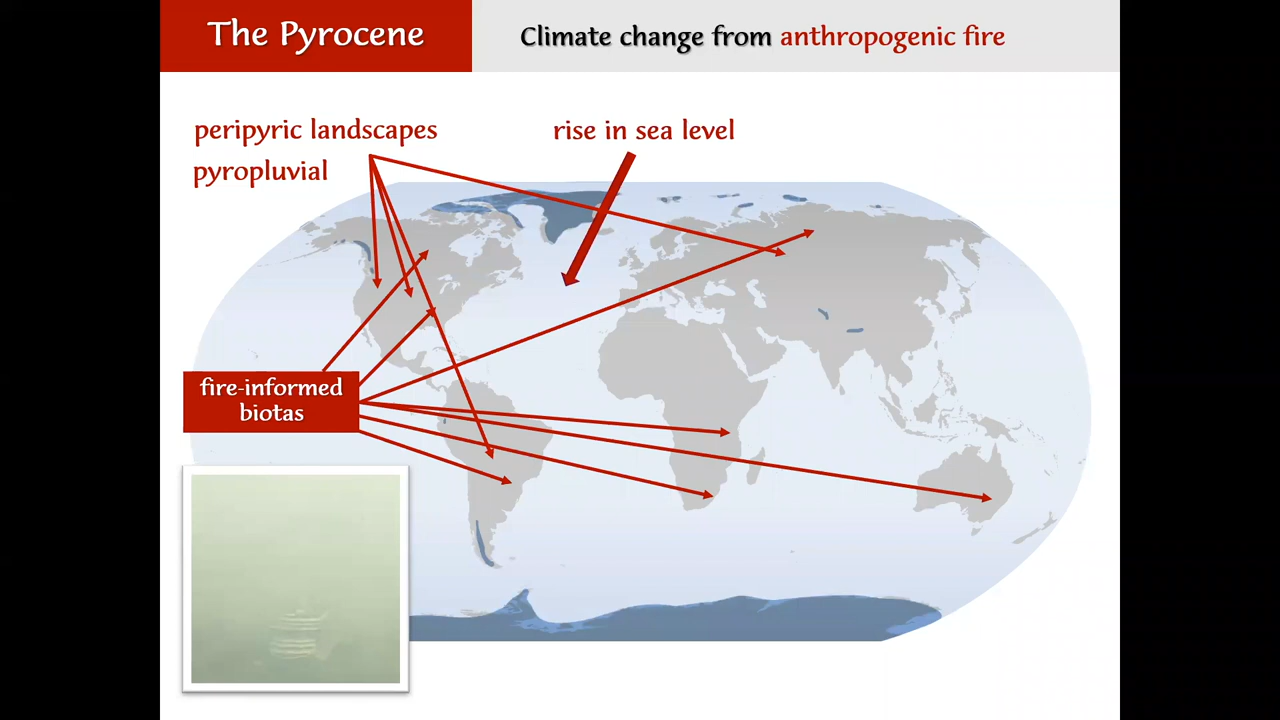 The Pyrocene
Climate change from anthropogenic fire
peripyric landscapes
pyropluvial
rise in sea level
fire-informed
biotas